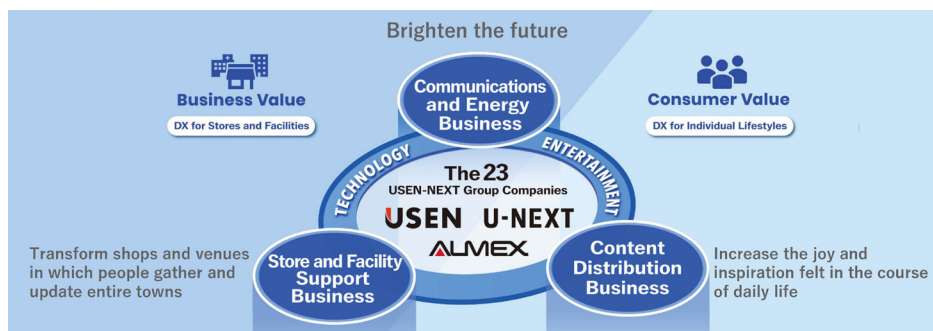 Brighten the future
Business Value
DX for Stores and Facilities
Communications
and Energy
Business
Consumer Value
DX for Individual Lifestyles
TECHNOLOGY
ENTERTAINMENT
The 23
USEN-NEXT Group Companies
USEN U-NEXT
ALMEX
Transform shops and venues
in which people gather and
update entire towns
Store and Facility
Support
Business
Content
Distribution
Business
Increase the joy and
inspiration felt in the course
of daily life